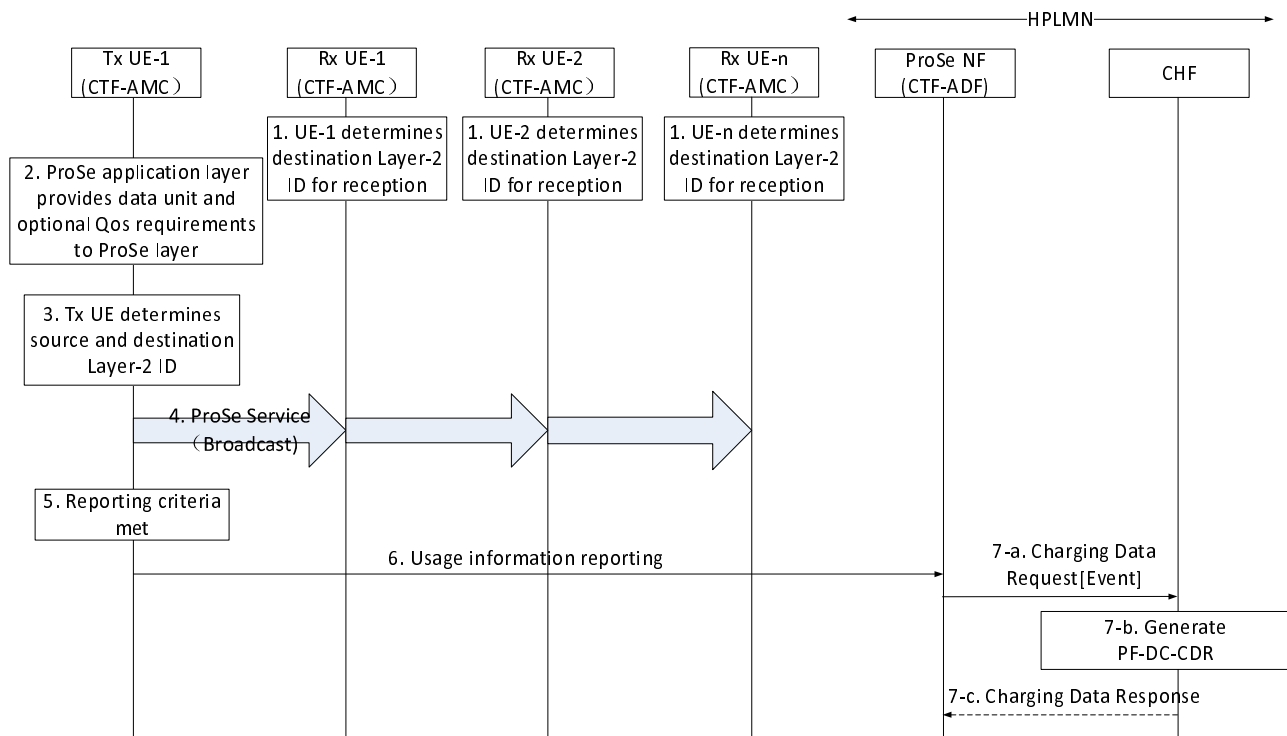 HPLMN
Tx UE-1
(CTF-AMC）
Rx UE-1
(CTF-AMC）
Rx UE-2
(CTF-AMC）
Rx UE-n
(CTF-AMC）
ProSe NF
(CTF-ADF)
CHF
1. UE-1 determines
destination Layer-2
ID for reception
1. UE-2 determines
destination Layer-2
ID for reception
1. UE-n determines
destination Layer-2
ID for reception
2. ProSe application layer
provides data unit and
optional Qos requirements
to ProSe layer
3. Tx UE determines
source and destination
Layer-2 ID
4. ProSe Service
（Broadcast)
5. Reporting criteria
met
6. Usage information reporting
7-a. Charging Data
Request[Event]
7-b. Generate
PF-DC-CDR
7-c. Charging Data Response